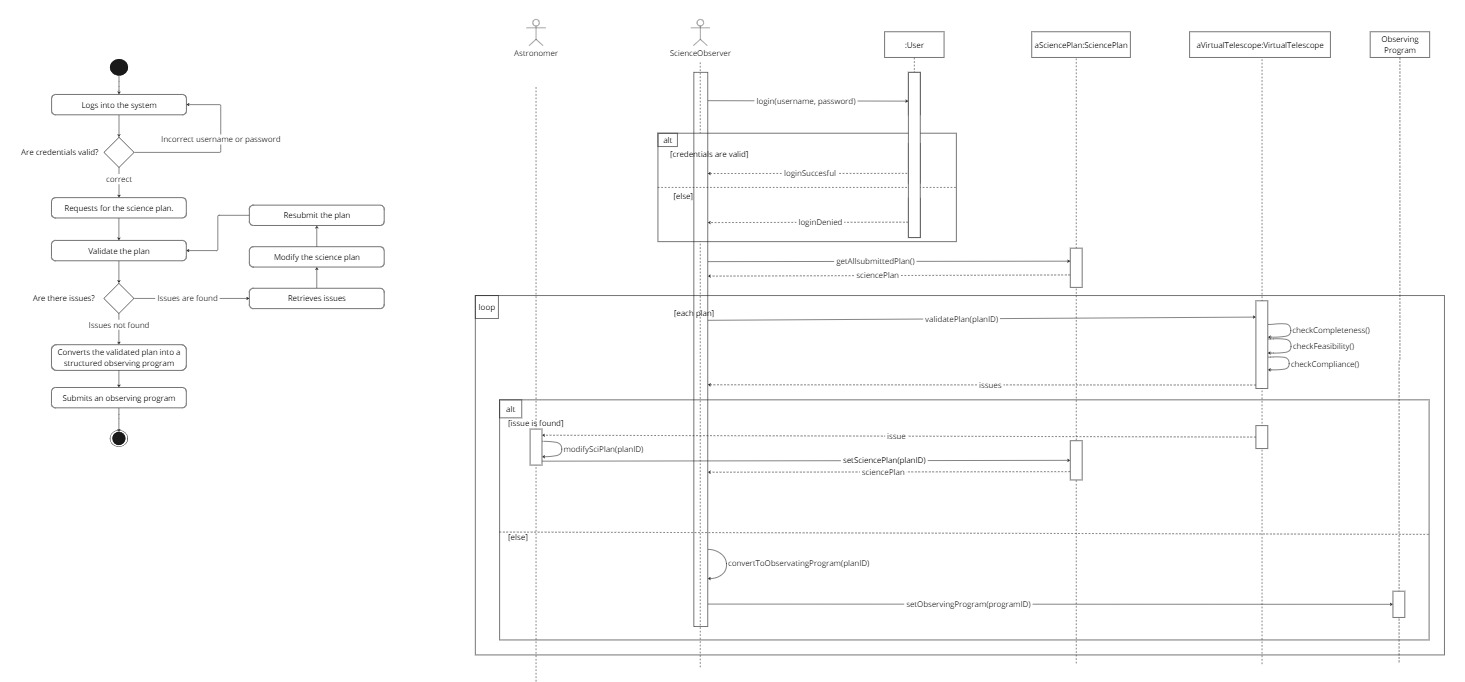 Logs into the system
Incorrect username or password
Are credentials valid?
correct
Requests for the science plan.
Resubmit the plan
Validate the plan
Modify the science plan
Are there issues?
Issues are found
Retrieves issues
Issues not found
Converts the validated plan into a
structured observing program
Submits an observing program
Astronomer
ScienceObserver
:User
aSciencePlan:SciencePlan
aVirtualTelescope:VirtualTelescope
Observing
Program
login(username, password)
alt
[credentials are valid]
loginSuccesful
[else]
loginDenied
getAllsubmittedPlan()
sciencePlan
loop
[each plan]
validatePlan(planID)
checkCompleteness()
checkFeasibility()
checkCompliance()
issues
alt
[issue is found]
issue
modifySciPlan(planID)
setSciencePlan(planID)
sciencePlan
[else]
convertToObservatingProgram(planID)
setObservingProgram(programID)